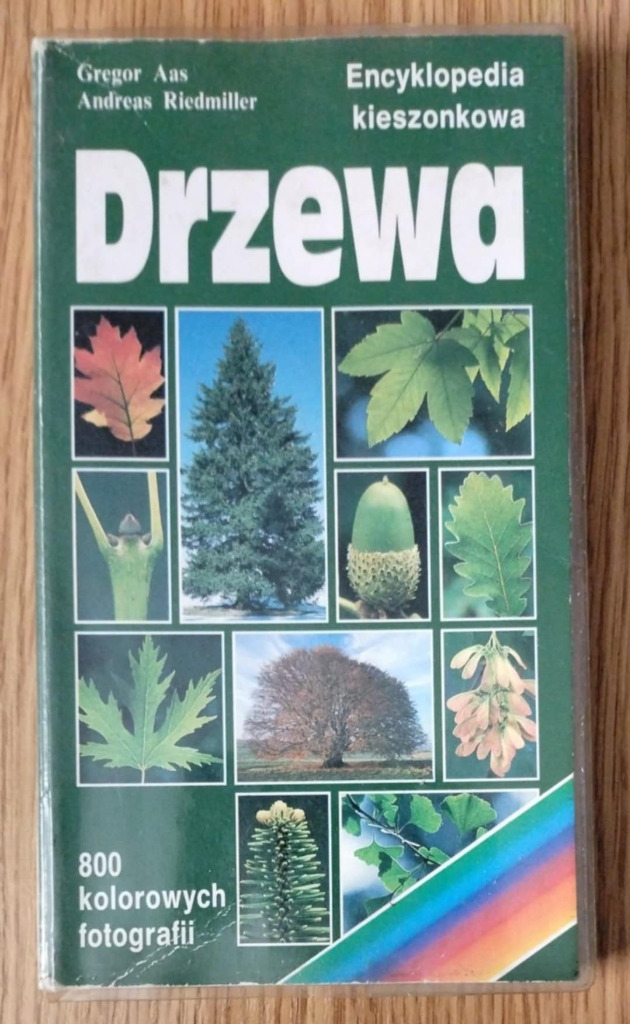 Gregor Aas
Andreas Riedmiller
Encyklopedia
kieszonkowa
Drzewa
800
kolorowych
fotografii